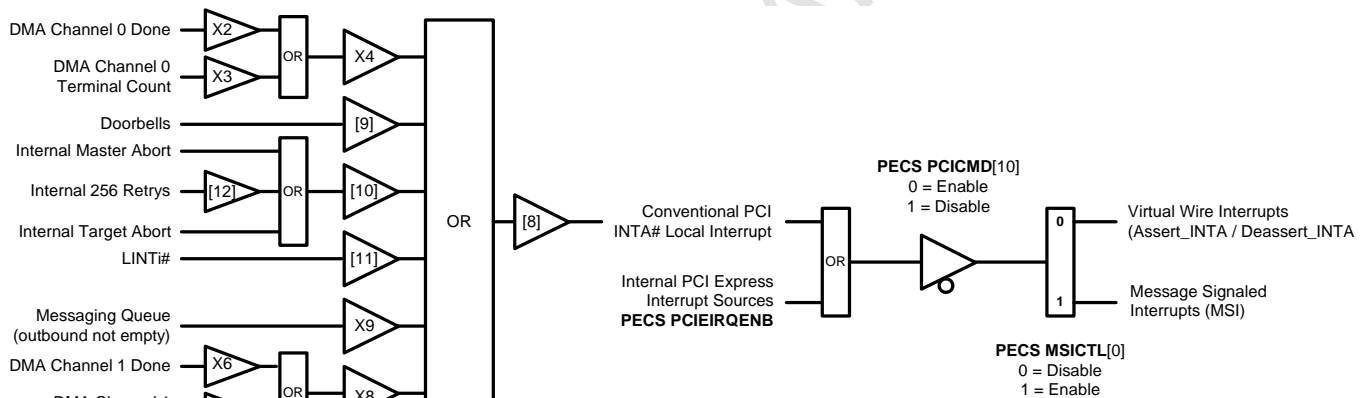 DMA Channel 0 Done
X2
OR
DMA Channel 0
Terminal Count
X3
X4
Doorbells
[9]
Internal Master Abort
Internal 256 Retrys
[12]
OR
[10]
Internal Target Abort
LINTi#
[11]
Messaging Queue
(outbound not empty)
X9
DMA Channel 1 Done
X6
OR
X8
OR
[8]
Conventional PCI
INTA# Local Interrupt
Internal PCI Express
Interrupt Sources
PECS PCIEIRQENB
OR
PECS PCICMD[10]
0 = Enable
1 = Disable
0
1
Virtual Wire Interrupts
(Assert_INTA / Deassert_INTA
Message Signaled
Interrupts (MSI)
PECS MSICTL[0]
0 = Disable
1 = Enable